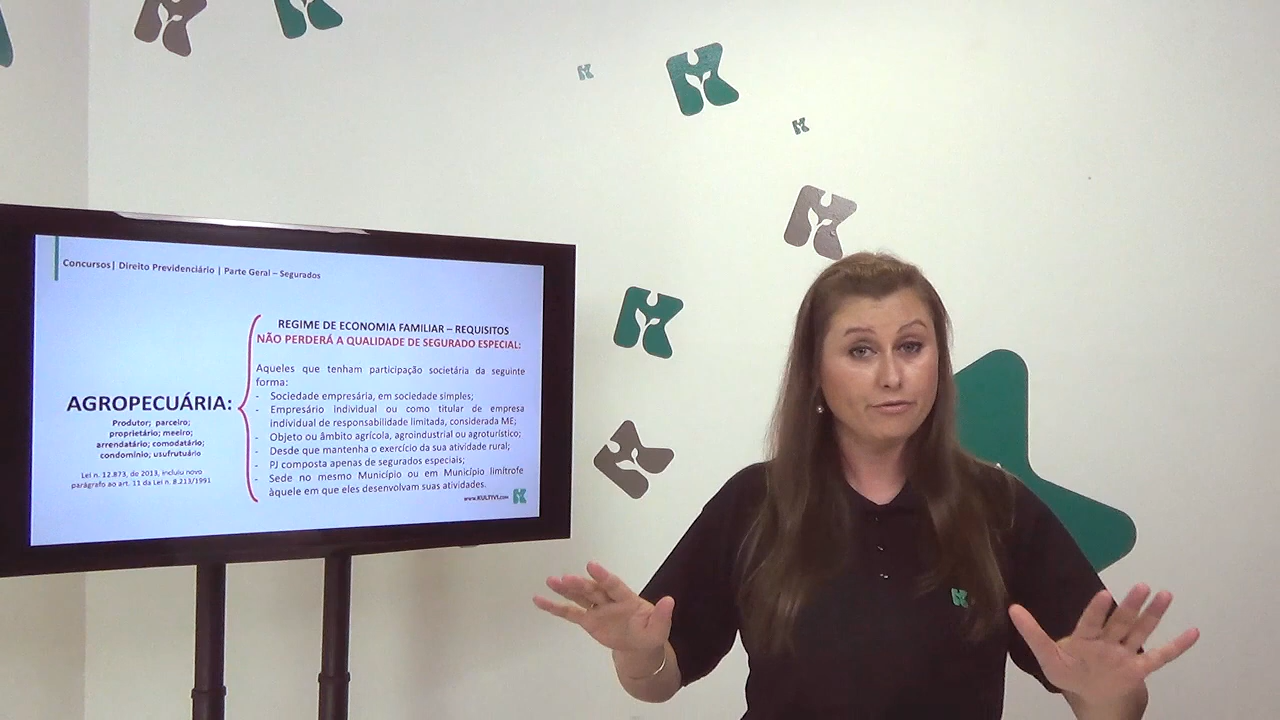 Concursos| Direito Previdenciário | Parte Geral – Segurados
REGIME DE ECONOMIA FAMILIAR – REQUISITOS
NÃO PERDERÁ A QUALIDADE DE SEGURADO ESPECIAL:
Aqueles que tenham participação societária da seguinte
forma:
- Sociedade empresária, em sociedade simples;
- Empresário individual ou como titular de empresa
individual de responsabilidade limitada, considerada ME;
- Objeto ou âmbito agrícola, agroindustrial ou agroturístico;
- Desde que mantenha o exercício da sua atividade rural;
- PJ composta apenas de segurados especiais;
- Sede no mesmo Município ou em Município limítrofe
àquele em que eles desenvolvam suas atividades.
AGROPECUÁRIA:
Produtor; parceiro;
proprietário; meeiro;
arrendatário; comodatário;
condomínio; usufrutuário
Lei n. 12.873, de 2013, incluiu novo
parágrafo ao art. 11 da Lei n. 8.213/1991
www.KULTIVI.com